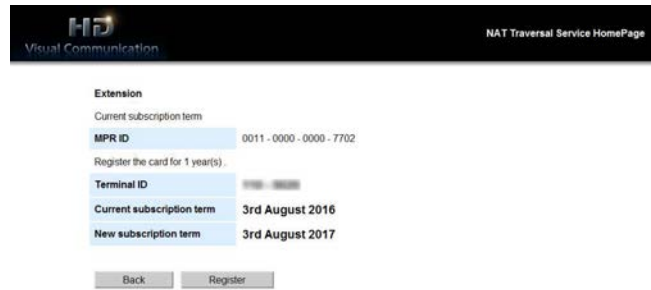 HD
Visual Communication
NAT Traversal Service HomePage
Extension
Current subscription term
MPR ID 0011 - 0000 - 0000 - 7702
Register the card for 1 year(s) .
Terminal ID
Current subscription term 3rd August 2016
New subscription term 3rd August 2017
Back Register